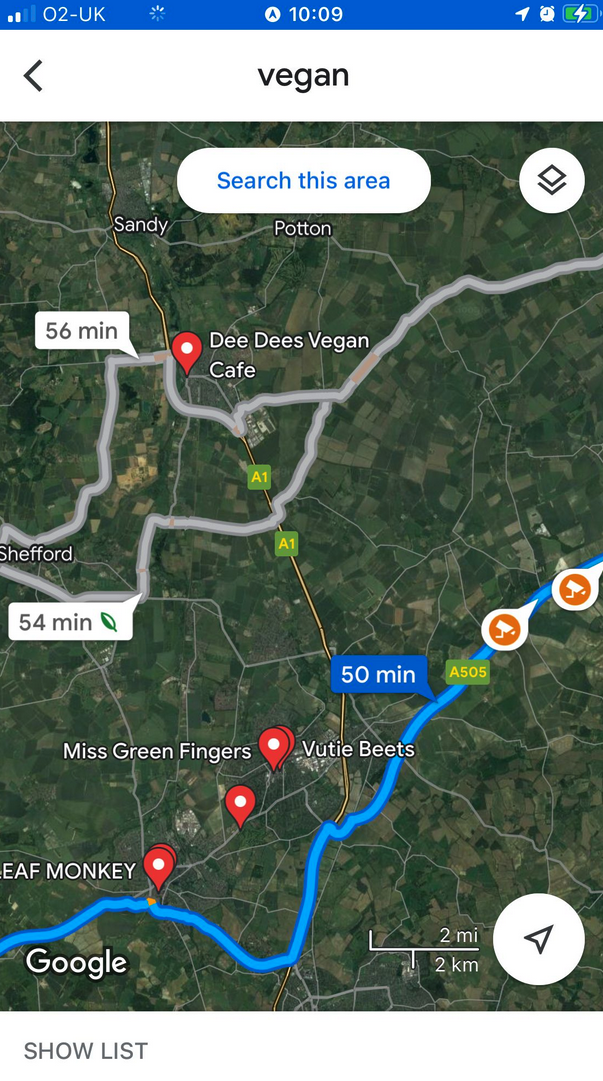 O2-UK
10:09
vegan
Search this area
Sandy
Potton
56 min
Dee Dees Vegan
Cafe
A1
A1
Shefford
54 min
50 min
A505
Miss Green Fingers
Vutie Beets
EAF MONKEY
2 mi
2 km
Google
SHOW LIST